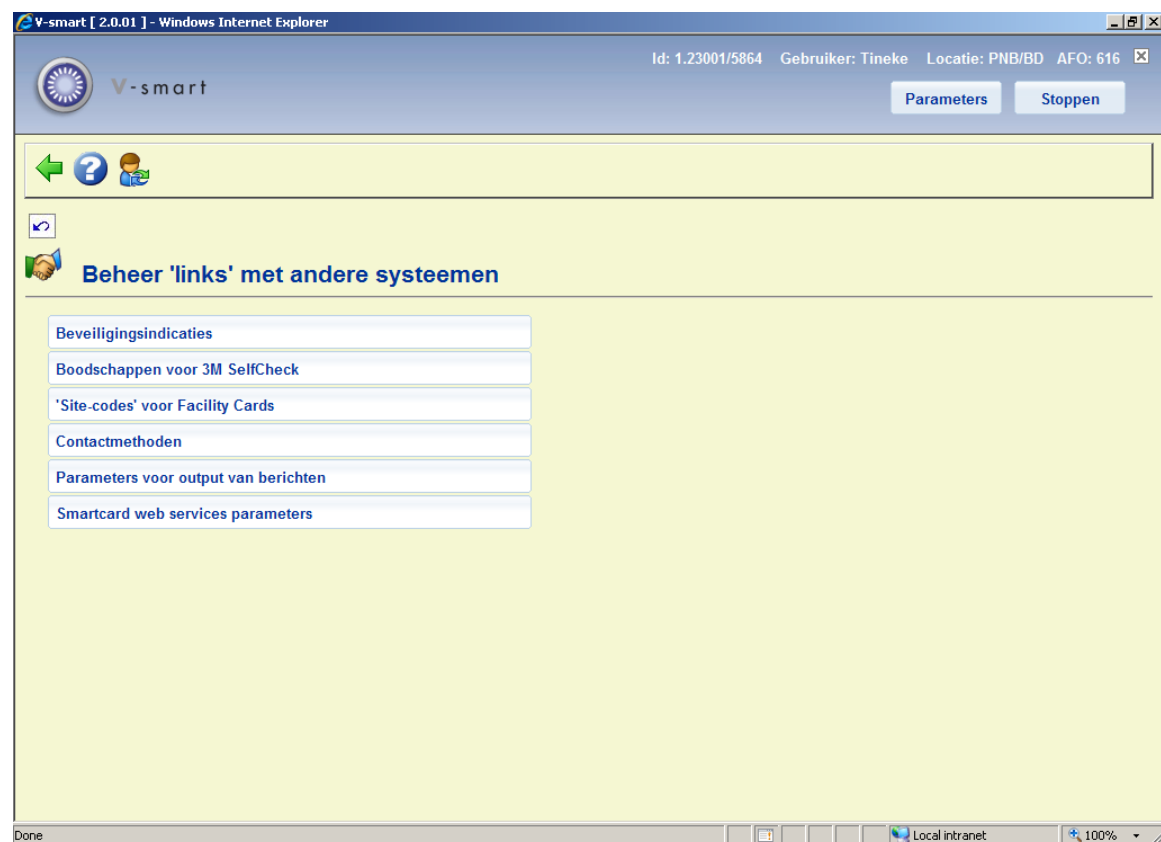 V-smart [ 2.0.01 ] - Windows Internet Explorer
Id: 1.23001/5864 Gebruiker: Tineke Locatie: PNB/BD AFO: 616
V-smart
Parameters Stoppen
Beheer 'links' met andere systeemen
Beveiligingsindicaties
Boodschappen voor 3M SelfCheck
'Site-codes' voor Facility Cards
Contactmethoden
Parameters voor output van berichten
Smartcard web services parameters
Done Local intranet 100%